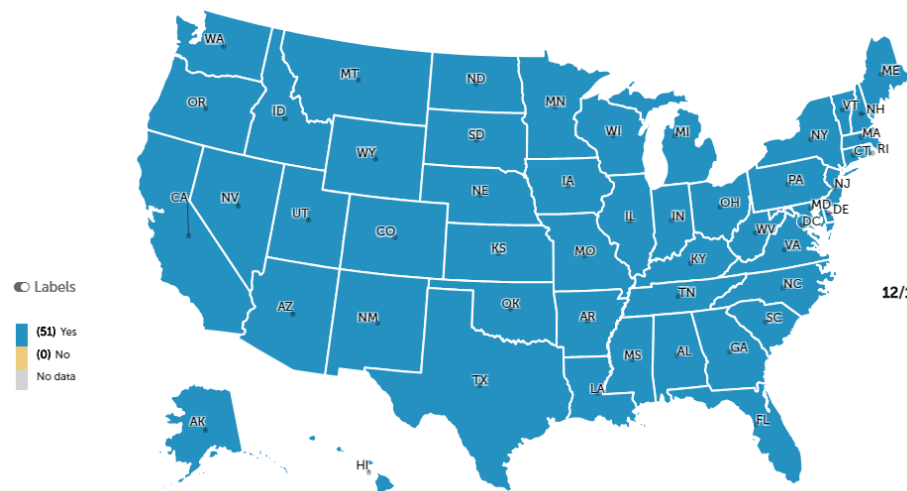 WA
MT
ND
MN
ME
OR
ID
SD
WI
MI
VT
NH
NY
MA
CT
RI
WY
NE
IA
PA
NJ
CA
NV
UT
CO
IL
IN
OH
MD
DE
DC
WV
VA
KS
MO
KY
Labels
AZ
NM
OK
AR
TN
NC
12/1
SC
(51) Yes
(0) No
No data
TX
MS
AL
GA
LA
AK
FL
HI